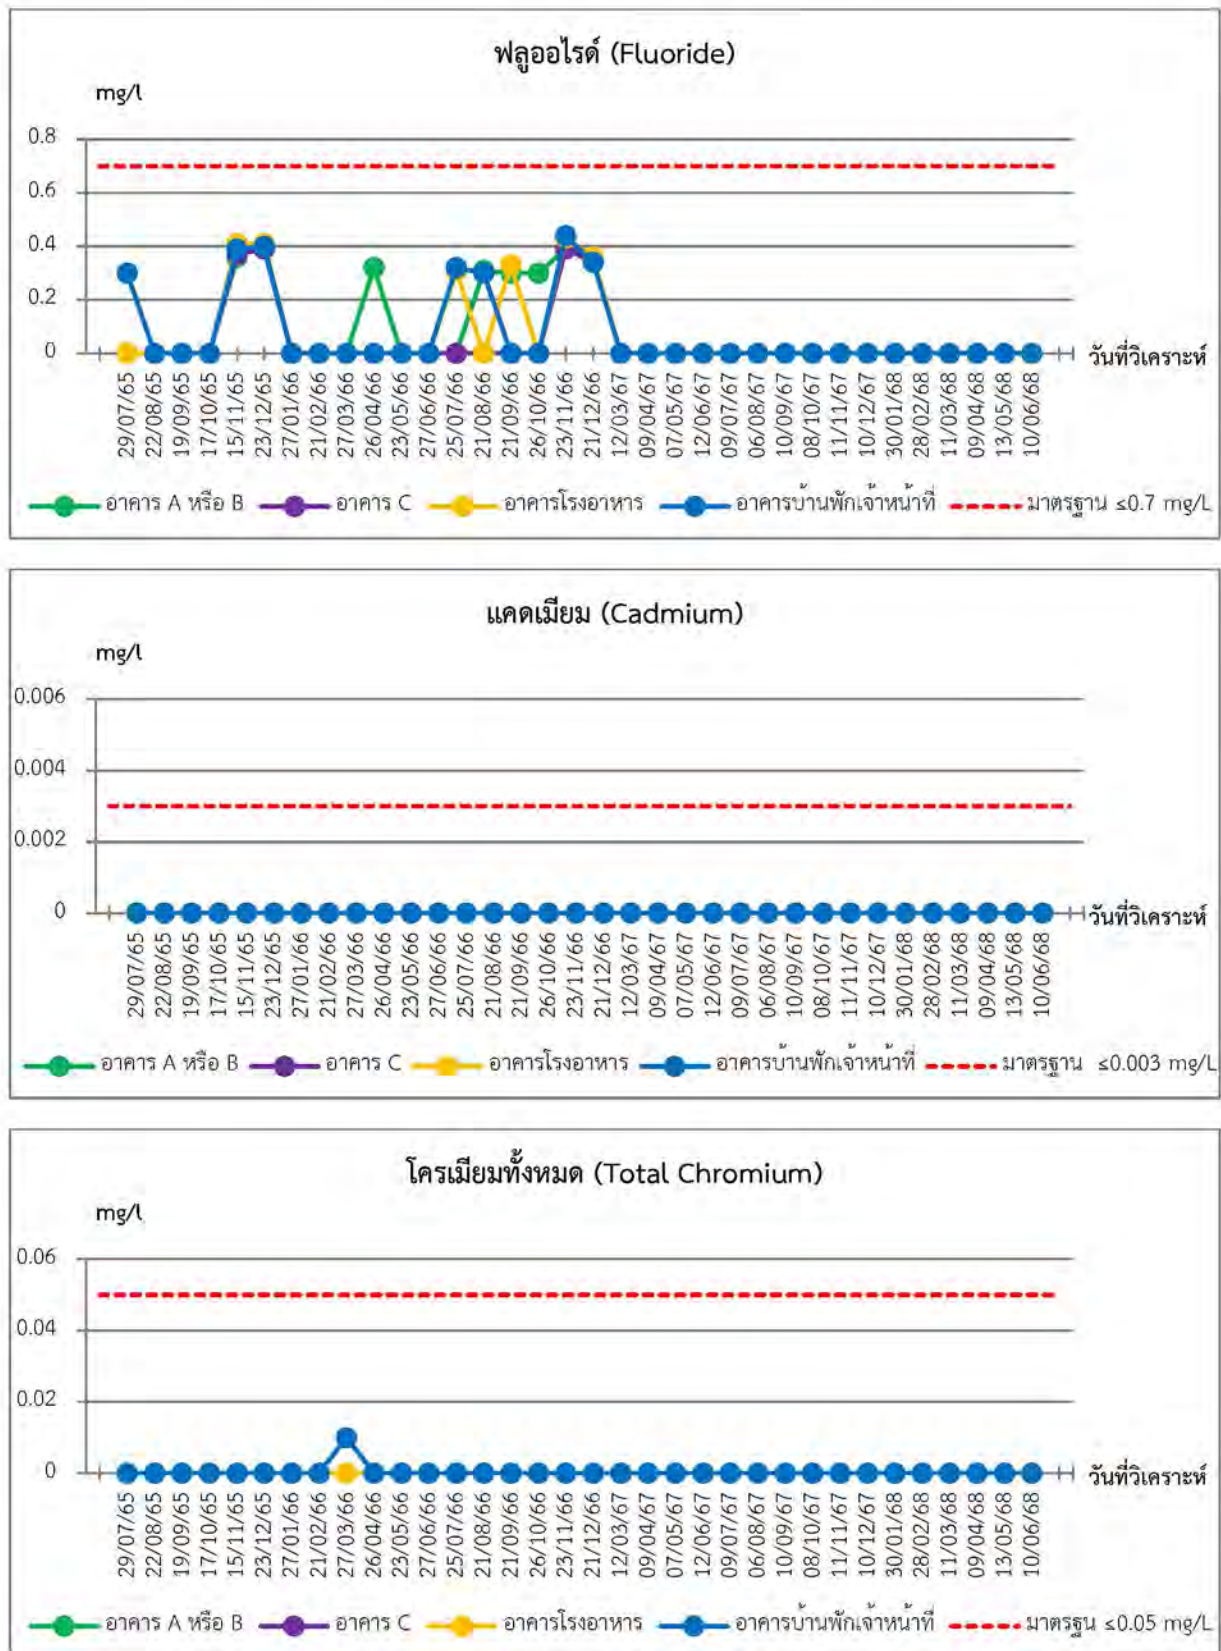 ฟลูออไรด์ (Fluoride)
mg/l
0.8
0.6
0.4
0.2
0
วันที่วิเคราะห์
29/07/65 22/08/65 19/09/65 17/10/65 15/11/65 23/12/65 27/01/66 21/02/66 27/03/66 26/04/66 23/05/66 27/06/66 25/07/66 21/08/66 21/09/66 26/10/66 23/11/66 21/12/66 12/03/67 09/04/67 07/05/67 12/06/67 09/07/67 06/08/67 10/09/67 08/10/67 11/11/67 10/12/67 30/01/68 28/02/68 11/03/68 09/04/68 13/05/68 10/06/68
อาคาร A หรือ B อาคาร C อาคารโรงอาหาร อาคารบ้านพักเจ้าหน้าที่ มาตรฐาน ≤0.7 mg/L
แคดเมียม (Cadmium)
mg/l
0.006
0.004
0.002
0
วันที่วิเคราะห์
29/07/65 22/08/65 19/09/65 17/10/65 15/11/65 23/12/65 27/01/66 21/02/66 27/03/66 26/04/66 23/05/66 27/06/66 25/07/66 21/08/66 21/09/66 26/10/66 23/11/66 21/12/66 12/03/67 09/04/67 07/05/67 12/06/67 09/07/67 06/08/67 10/09/67 08/10/67 11/11/67 10/12/67 30/01/68 28/02/68 11/03/68 09/04/68 13/05/68 10/06/68
อาคาร A หรือ B อาคาร C อาคารโรงอาหาร อาคารบ้านพักเจ้าหน้าที่ มาตรฐาน ≤0.003 mg/L
โครเมียมทั้งหมด (Total Chromium)
mg/l
0.06
0.04
0.02
0
วันที่วิเคราะห์
29/07/65 22/08/65 19/09/65 17/10/65 15/11/65 23/12/65 27/01/66 21/02/66 27/03/66 26/04/66 23/05/66 27/06/66 25/07/66 21/08/66 21/09/66 26/10/66 23/11/66 21/12/66 12/03/67 09/04/67 07/05/67 12/06/67 09/07/67 06/08/67 10/09/67 08/10/67 11/11/67 10/12/67 30/01/68 28/02/68 11/03/68 09/04/68 13/05/68 10/06/68
อาคาร A หรือ B อาคาร C อาคารโรงอาหาร อาคารบ้านพักเจ้าหน้าที่ มาตรฐน ≤0.05 mg/L